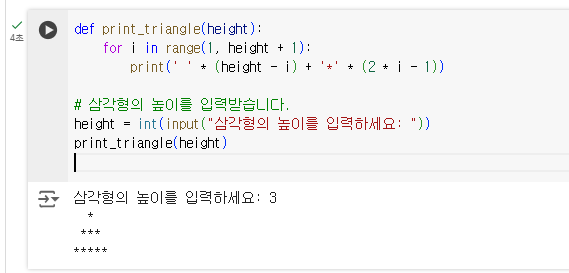 4초
def print_triangle(height):
    for i in range(1, height + 1):
        print(' ' * (height - i) + '*' * (2 * i - 1))

# 삼각형의 높이를 입력받습니다.
height = int(input("삼각형의 높이를 입력하세요: "))
print_triangle(height)
삼각형의 높이를 입력하세요: 3
  *
 ***
*****